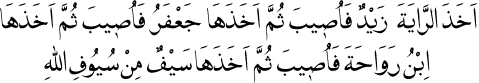 اَخَذَ الرَّايَةَ زَيْدٌ فَاُصِيبَ ثُمَّ اَخَذَهَا جَعْفَرُ فَاُصِيبَ ثُمَّ اَخَذَهَا
اِبْنُ رَوَاحَةَ فَاُصِيبَ ثُمَّ اَخَذَهَا سَيْفٌ مِنْ سُيُوفِ اللهِ